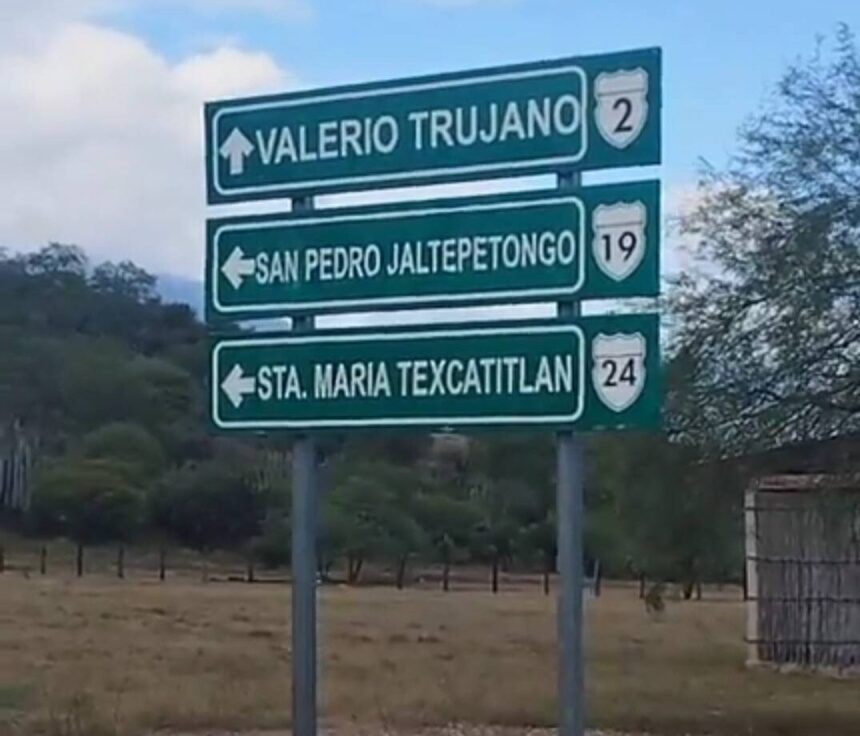 VALERIO TRUJANO 2
SAN PEDRO JALTEPETONGO 19
STA. MARIA TEXCATITLAN 24